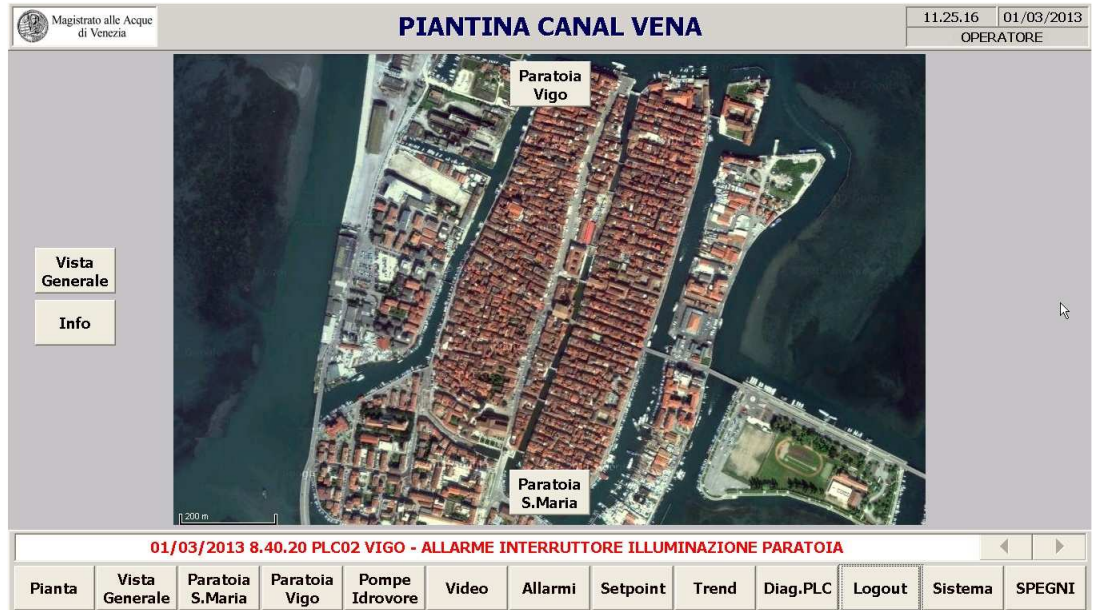 Magistrato alle Acque
di Venezia
PIANTINA CANAL VENA
11.25.16
01/03/2013
OPERATORE
Paratoia
Vigo
Vista
Generale
Info
Paratoia
S.Maria
200 m
01/03/2013 8.40.20 PLC02 VIGO - ALLARME INTERRUTTORE ILLUMINAZIONE PARATOIA
Pianta
Vista
Generale
Paratoia
S.Maria
Paratoia
Vigo
Pompe
Idrovore
Video
Allarmi
Setpoint
Trend
Diag.PLC
Logout
Sistema
SPEGNI